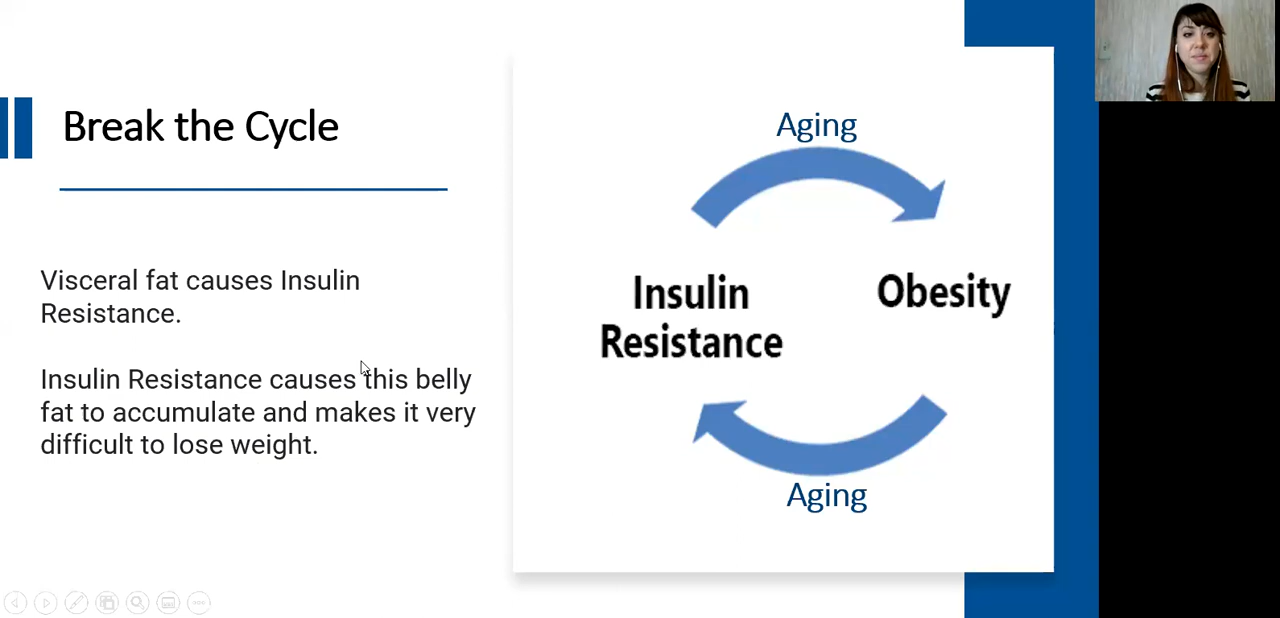 Break the Cycle
Visceral fat causes Insulin
Resistance.
Insulin Resistance causes this belly
fat to accumulate and makes it very
difficult to lose weight.
Aging
Insulin
Resistance
Obesity
Aging